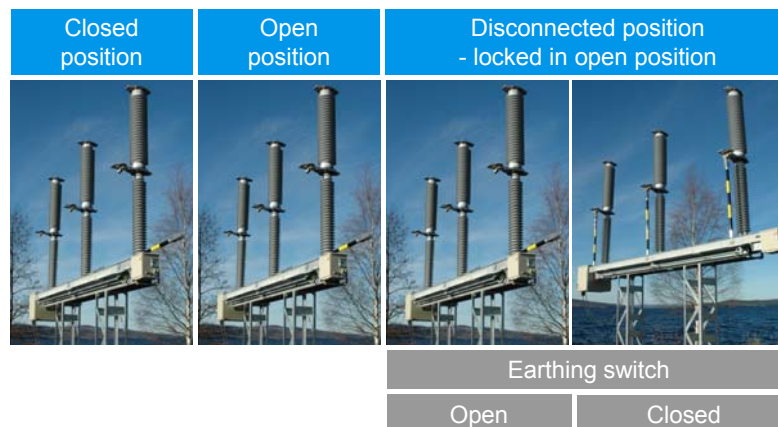 Closed
position
Open
position
Disconnected position
- locked in open position
Earthing switch
Open
Closed